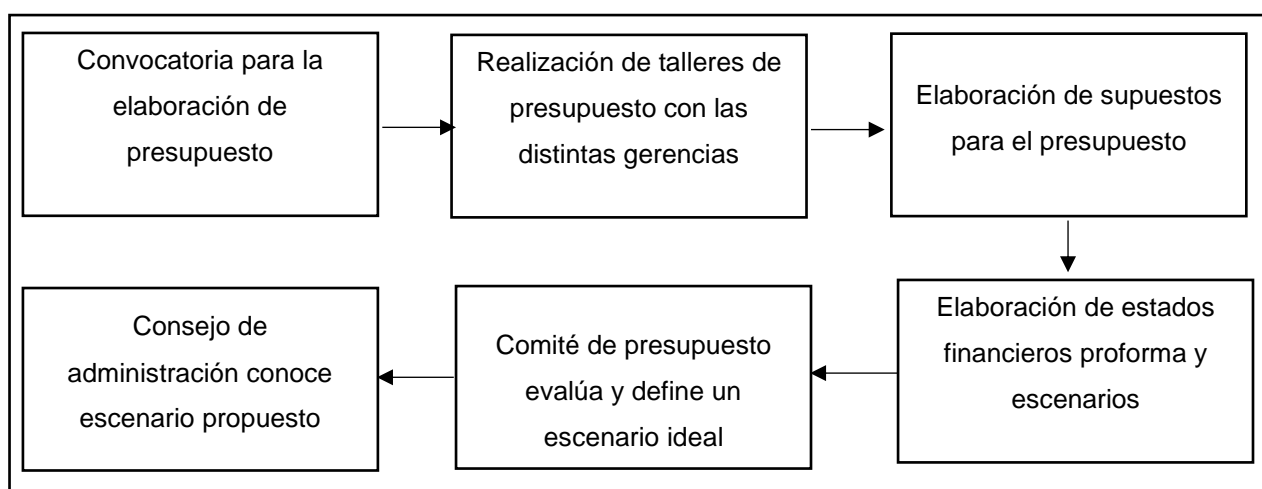 Convocatoria para la
elaboración de
presupuesto
Realización de talleres de
presupuesto con las
distintas gerencias
Elaboración de supuestos
para el presupuesto
Elaboración de estados
financieros proforma y
escenarios
Comité de presupuesto
evalúa y define un
escenario ideal
Consejo de
administración conoce
escenario propuesto